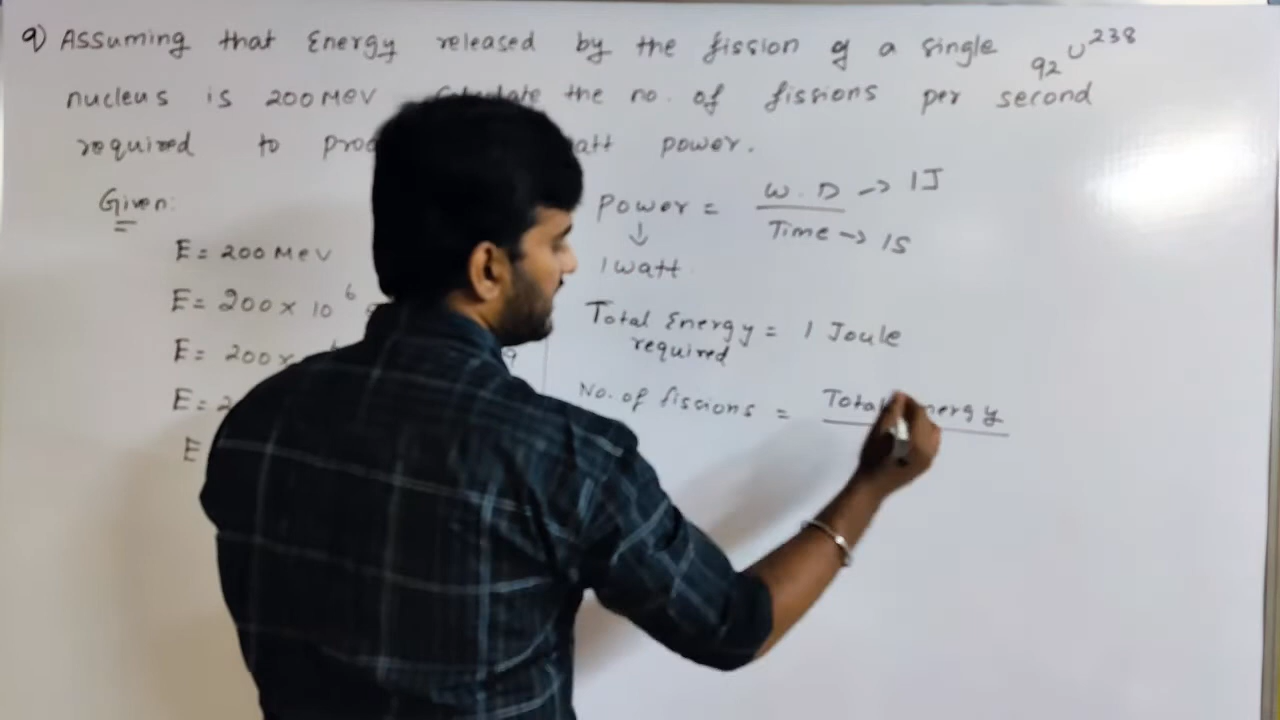 q) Assuming that Energy released by the fission of a single 92U238
nucleus is 200 MeV the no. of fissions per second
required to power.
Given:
E = 200 MeV
E = 200 × 10^6
E = 200 ×
E =
E
Power = W.D → 1J
Time → 1S
↓
1 watt
Total Energy = 1 Joule
required
No. of fissions = Total Energy